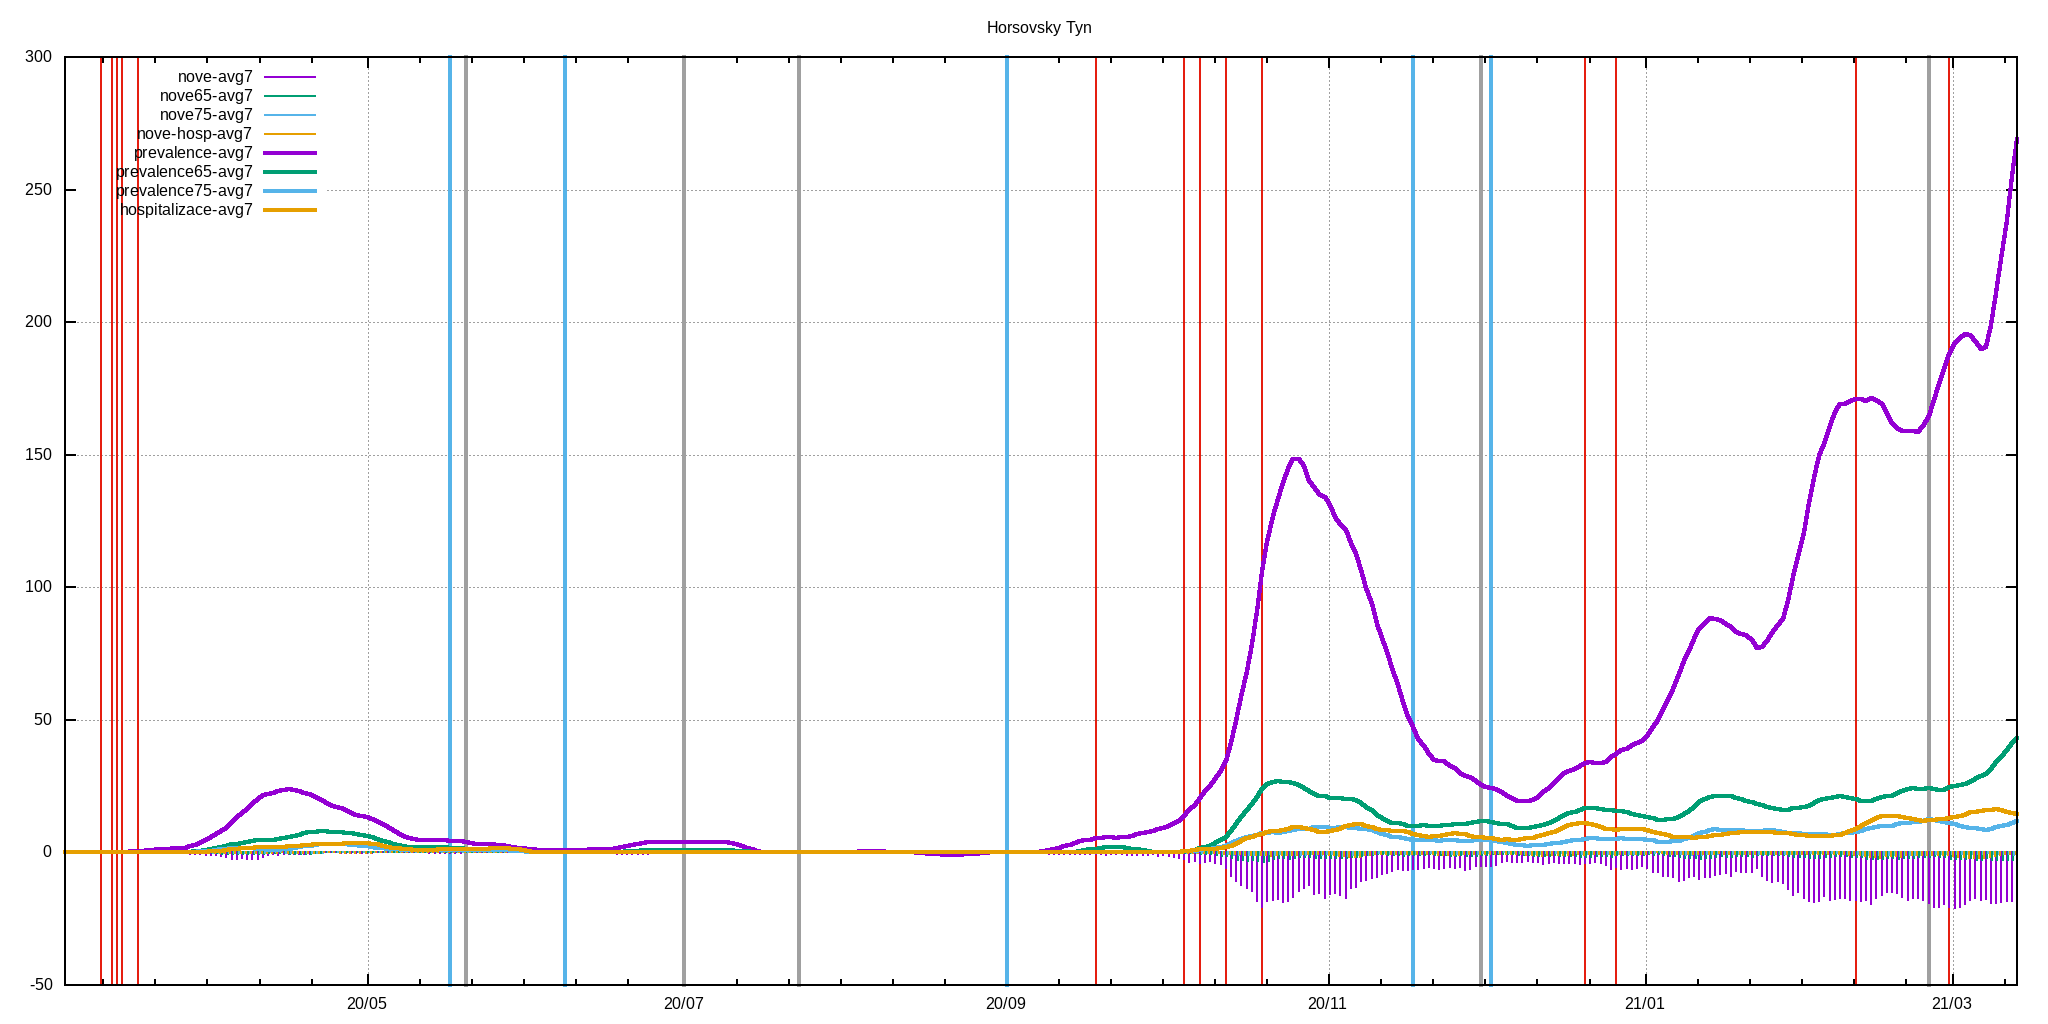 Horsovsky Tyn
300
250
200
150
100
50
0
-50
nove-avg7
nove65-avg7
nove75-avg7
nove-hosp-avg7
prevalence-avg7
prevalence65-avg7
prevalence75-avg7
hospitalizace-avg7
20/05 20/07 20/09 20/11 21/01 21/03